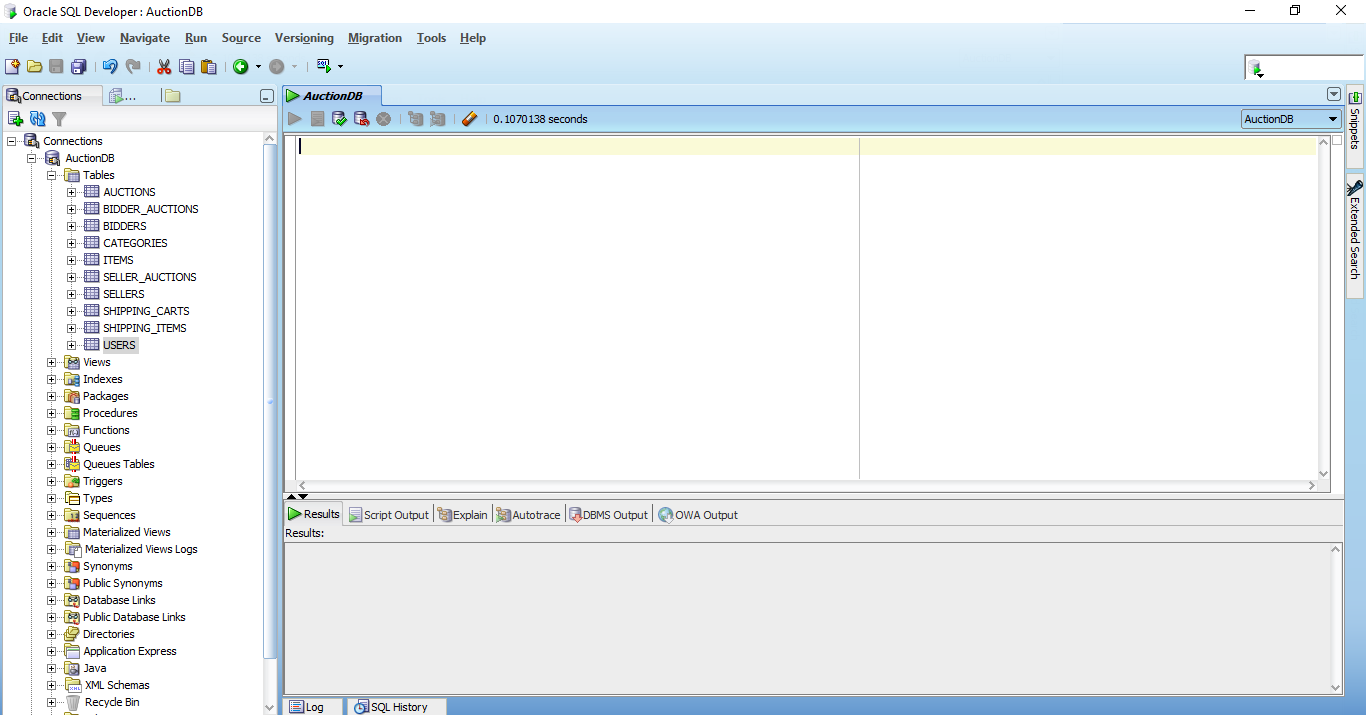 Oracle SQL Developer : AuctionDB
File Edit View Navigate Run Source Versioning Migration Tools Help
Connections
...
AuctionDB
0.1070138 seconds
AuctionDB
Connections
AuctionDB
Tables
AUCTIONS
BIDDER_AUCTIONS
BIDDERS
CATEGORIES
ITEMS
SELLER_AUCTIONS
SELLERS
SHIPPING_CARTS
SHIPPING_ITEMS
USERS
Views
Indexes
Packages
Procedures
Functions
Queues
Queues Tables
Triggers
Types
Sequences
Materialized Views
Materialized Views Logs
Synonyms
Public Synonyms
Database Links
Public Database Links
Directories
Application Express
Java
XML Schemas
Recycle Bin
Results Script Output Explain Autotrace DBMS Output OWA Output
Results:
Log SQL History
Snippets
Extended Search